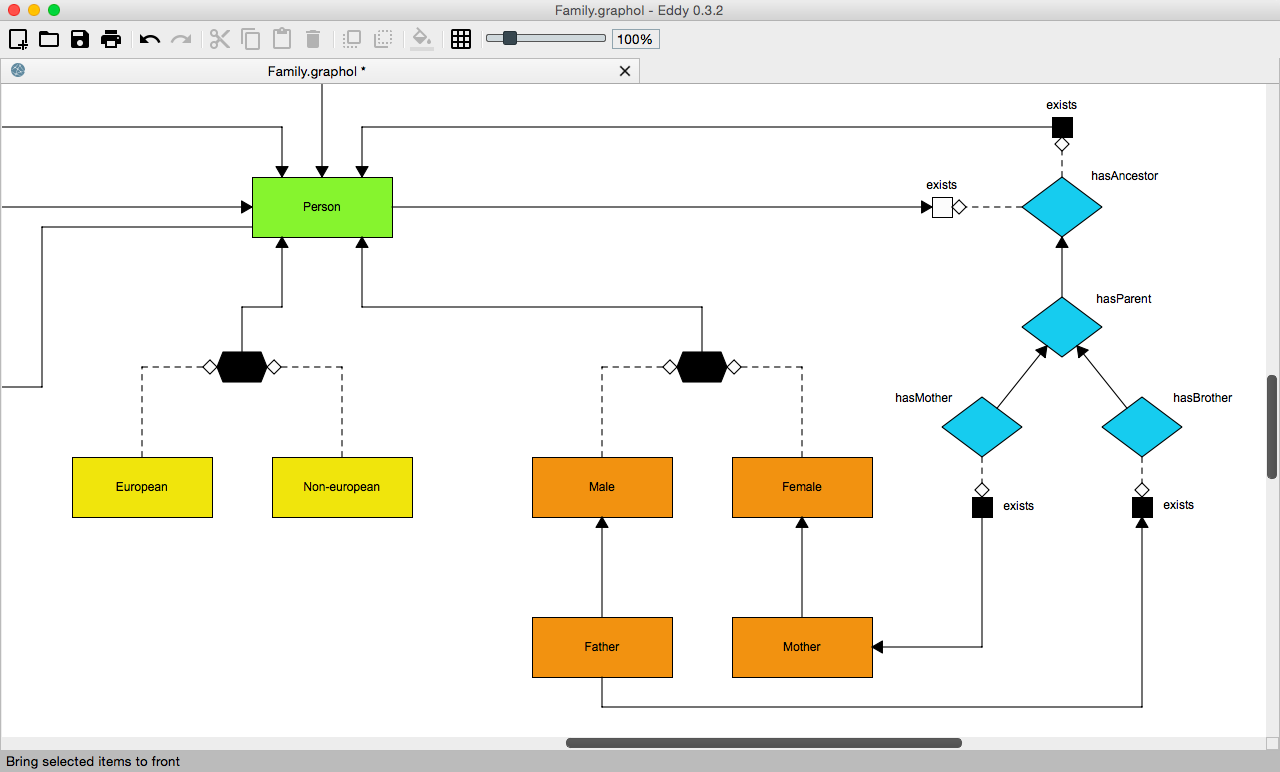 Family.graphol - Eddy 0.3.2
100%
Family.graphol *
exists
hasAncestor
exists
Person
hasParent
hasMother
hasBrother
European
Non-european
Male
Female
exists
exists
Father
Mother
Bring selected items to front